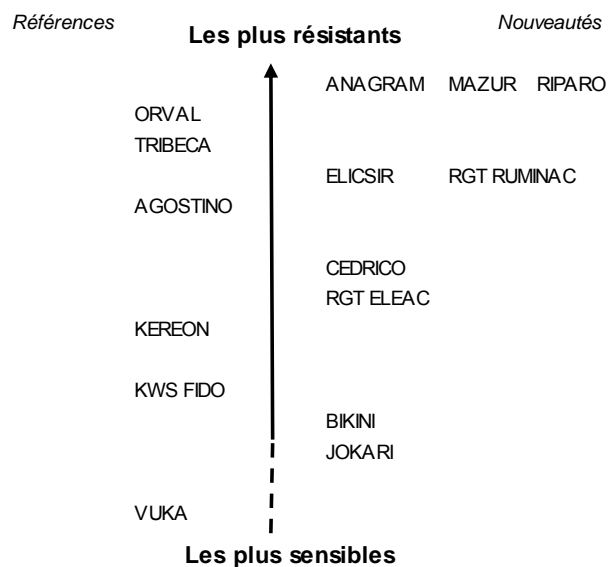 Références Nouveautés
Les plus résistants
ANAGRAM MAZUR RIPARO
ORVAL
TRIBECA
ELICSIR RGT RUMINAC
AGOSTINO
CEDRICO
RGT ELEAC
KEREON
KWS FIDO
BIKINI
JOKARI
VUKA
Les plus sensibles